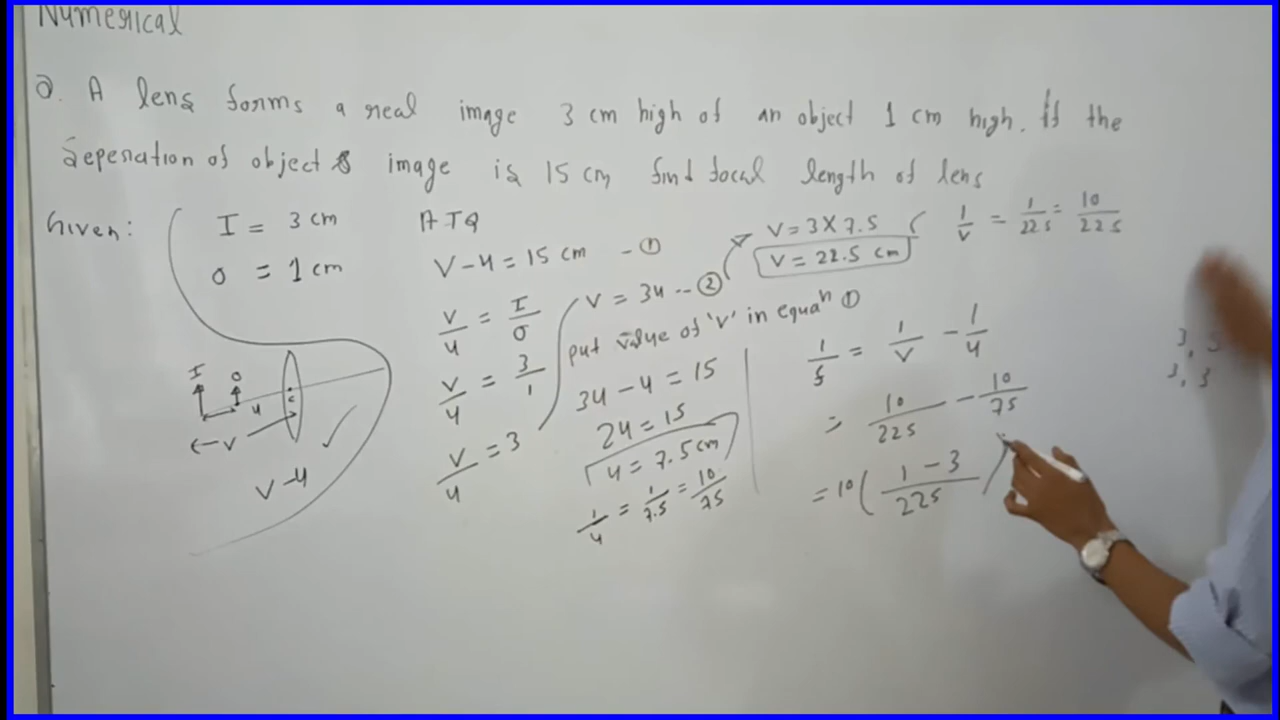 Numerical
Q. A lens forms a real image 3 cm high of an object 1 cm high. If the
Seperation of object & image is 15 cm find focal length of lens
Given:
I = 3 cm
O = 1 cm
I
O
u
c
←v
v-u
ATQ
v-u = 15 cm - ①
v/u = I/O
v/u = 3/1
v/u = 3
v = 3u -- ②
put value of 'v' in equaⁿ ①
3u - u = 15
2u = 15
u = 7.5 cm
1/u = 1/7.5 = 10/75
v = 3 x 7.5
v = 22.5 cm
1/v = 1/225 = 10/225
1/f = 1/v - 1/u
= 10/225 - 10/75
= 10 ( 1 - 3 / 225 )